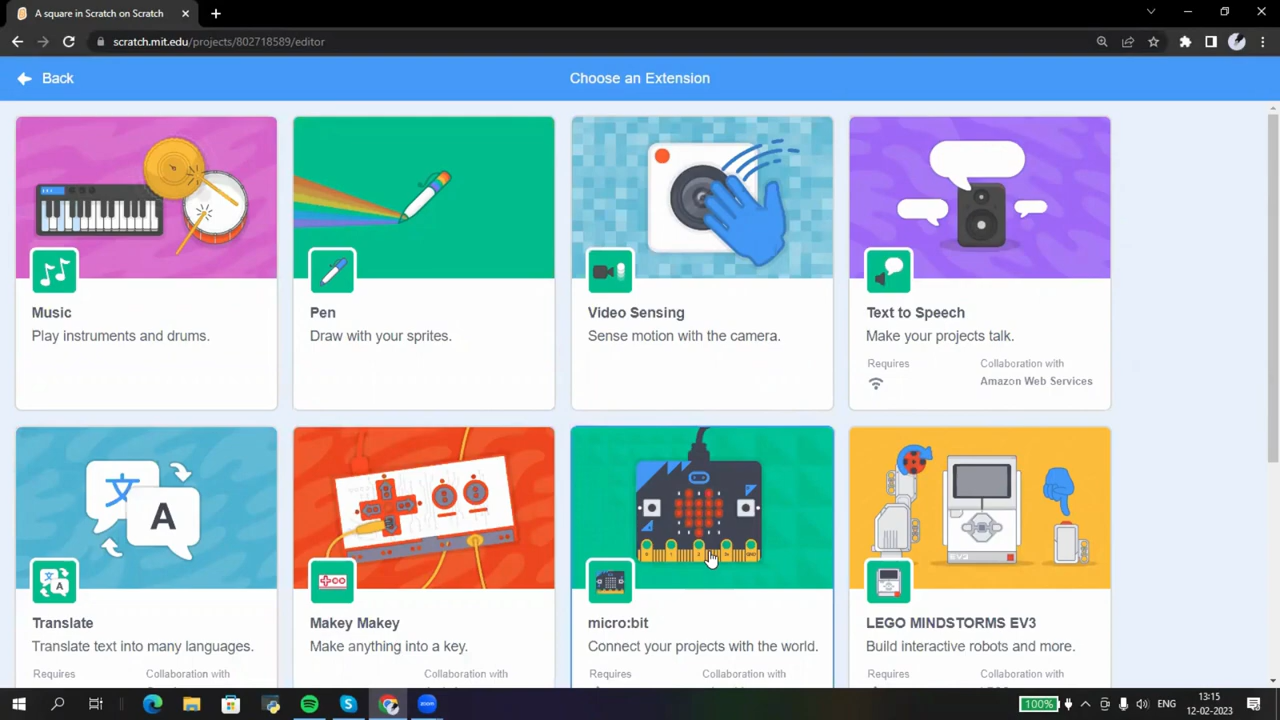 A square in Scratch on Scratch
scratch.mit.edu/projects/802718589/editor
Back
Choose an Extension
Music
Play instruments and drums.
Pen
Draw with your sprites.
Video Sensing
Sense motion with the camera.
Text to Speech
Make your projects talk.
Requires
Collaboration with
Amazon Web Services
文 A
文 A
Translate
Translate text into many languages.
Requires
Collaboration with
Makey Makey
Make anything into a key.
Collaboration with
micro:bit
Connect your projects with the world.
Requires
Collaboration with
EV3
LEGO MINDSTORMS EV3
Build interactive robots and more.
Requires
Collaboration with
100%
ENG
13:15
12-02-2023